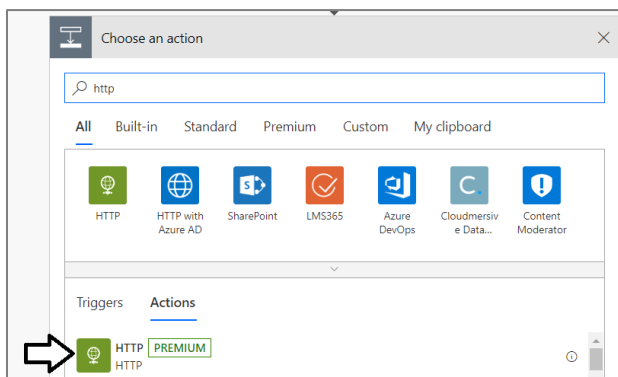 Choose an action
http
All Built-in Standard Premium Custom My clipboard
HTTP HTTP with SharePoint LMS365 Azure Cloudmersiv Content
Azure AD DevOps e Data... Moderator
Triggers Actions
HTTP PREMIUM
HTTP